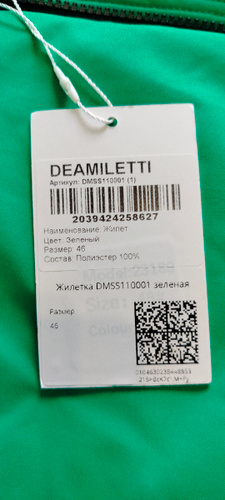 DEAMILETTI
Артикул: DMSS110001 (1)
2039424258627
Наименование: Жилет
Цвет: Зеленый
Размер: 46
Состав: Полиэстер 100%
Жилетка DMSS110001 зеленая
Размер
46